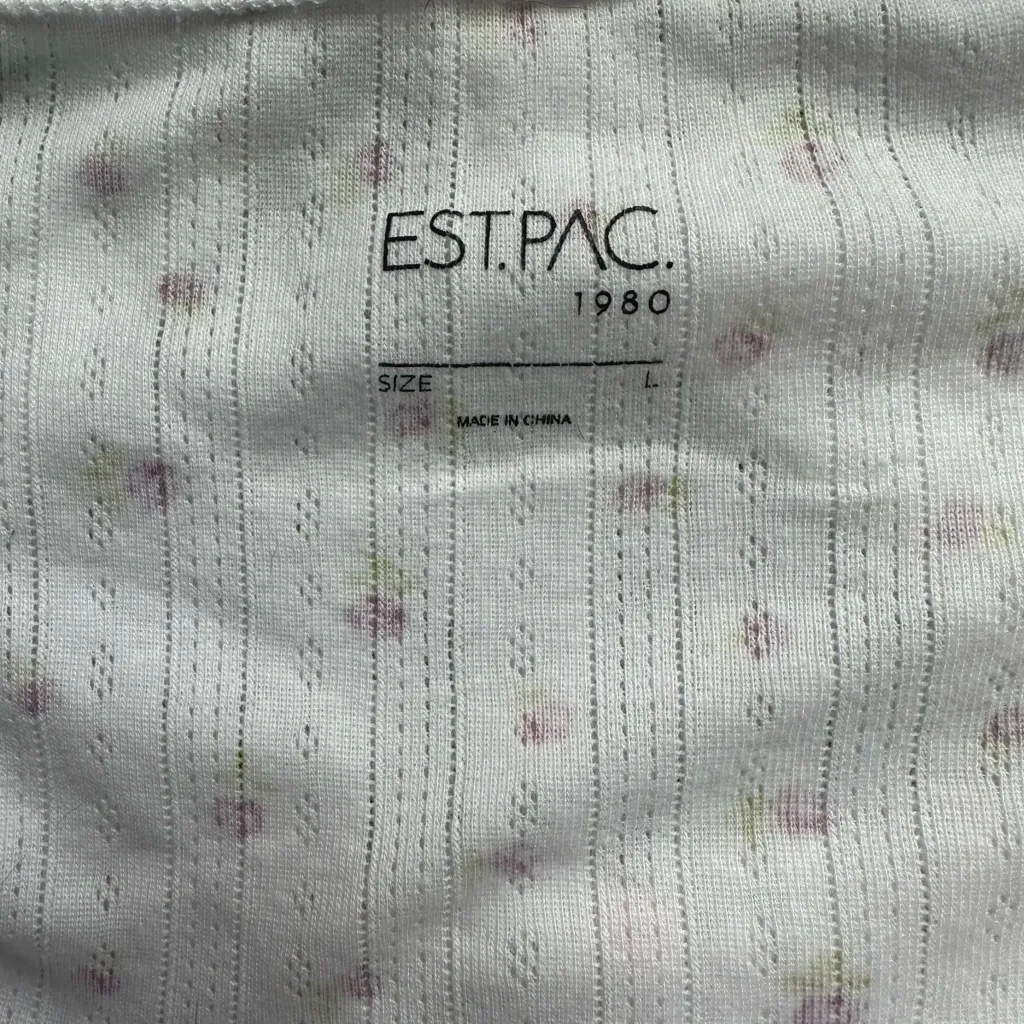 EST.PAC.
1980
SIZE L
MADE IN CHINA